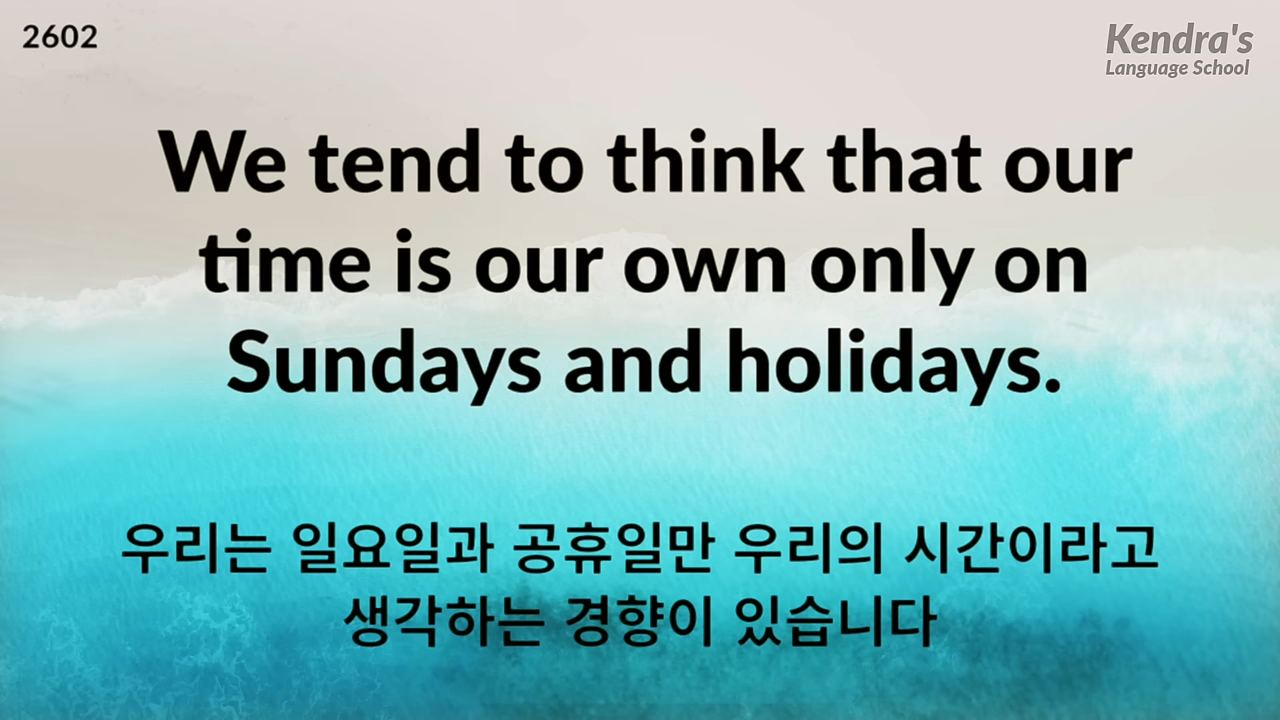 2602
Kendra's
Language School
We tend to think that our
time is our own only on
Sundays and holidays.
우리는 일요일과 공휴일만 우리의 시간이라고
생각하는 경향이 있습니다